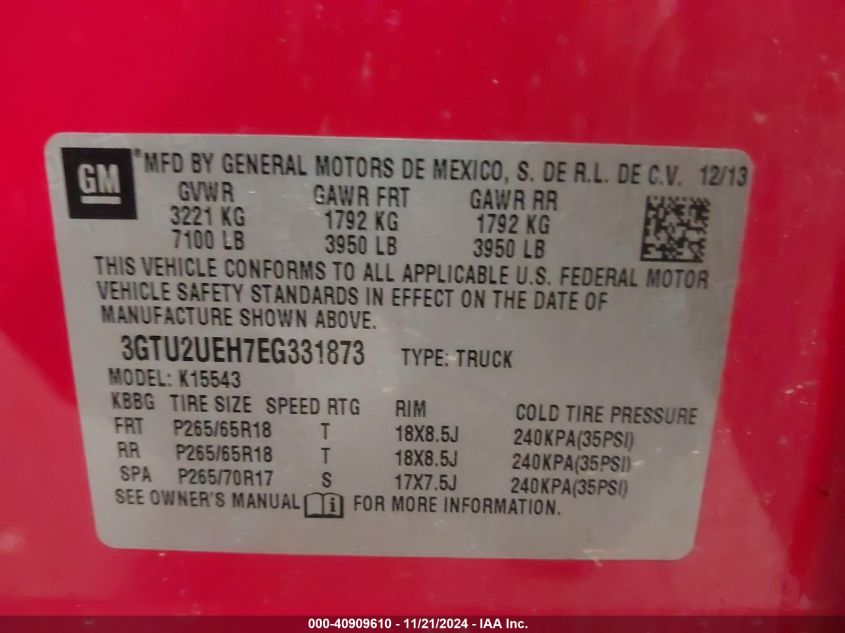 GM ® MFD BY GENERAL MOTORS DE MEXICO, S. DE R.L. DE C.V. 12/13
GVWR GAWR FRT GAWR RR
3221 KG 1792 KG 1792 KG
7100 LB 3950 LB 3950 LB
THIS VEHICLE CONFORMS TO ALL APPLICABLE U.S. FEDERAL MOTOR
VEHICLE SAFETY STANDARDS IN EFFECT ON THE DATE OF
MANUFACTURE SHOWN ABOVE.
3GTU2UEH7EG331873 TYPE: TRUCK
MODEL: K15543
KBBG TIRE SIZE SPEED RTG RIM COLD TIRE PRESSURE
FRT P265/65R18 T 18X8.5J 240KPA(35PSI)
RR P265/65R18 T 18X8.5J 240KPA(35PSI)
SPA P265/70R17 S 17X7.5J 240KPA(35PSI)
SEE OWNER'S MANUAL i FOR MORE INFORMATION.
000-40909610 - 11/21/2024 - IAA Inc.